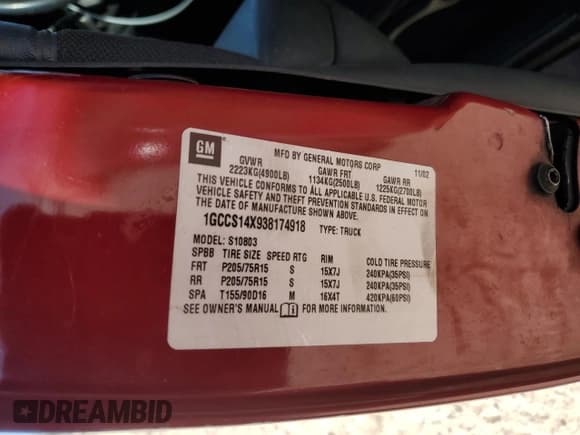 GM
MFD BY GENERAL MOTORS CORP 11/02
GVWR GAWR FRT GAWR RR
2223KG(4900LB) 1134KG(2500LB) 1225KG(2700LB)
THIS VEHICLE CONFORMS TO ALL APPLICABLE U.S. FEDERAL MOTOR
VEHICLE SAFETY AND THEFT PREVENTION STANDARDS IN EFFECT ON
THE DATE OF MANUFACTURE SHOWN ABOVE.
1GCCS14X938174918 TYPE: TRUCK
MODEL: S10803
SPBB TIRE SIZE SPEED RTG RIM COLD TIRE PRESSURE
FRT P205/75R15 S 15X7J 240KPA(35PSI)
RR P205/75R15 S 15X7J 240KPA(35PSI)
SPA T155/90D16 M 16X4T 420KPA(60PSI)
SEE OWNER'S MANUAL FOR MORE INFORMATION.
DREAMBID